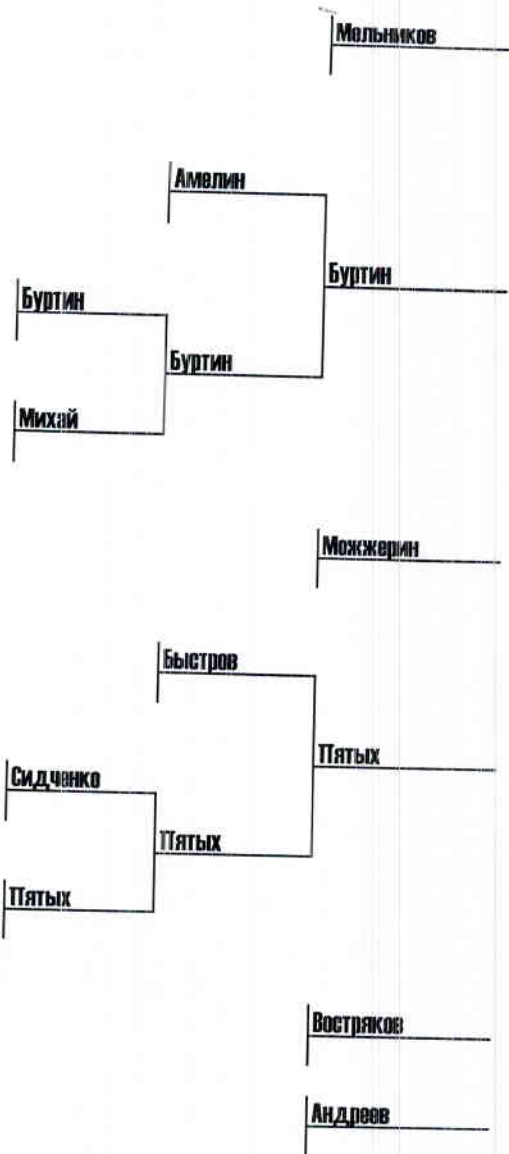 Мельников
Амелин
Буртин
Буртин
Буртин
Михай
Можжерин
Быстров
Пятых
Сидченко
Пятых
Пятых
Востряков
Андреев